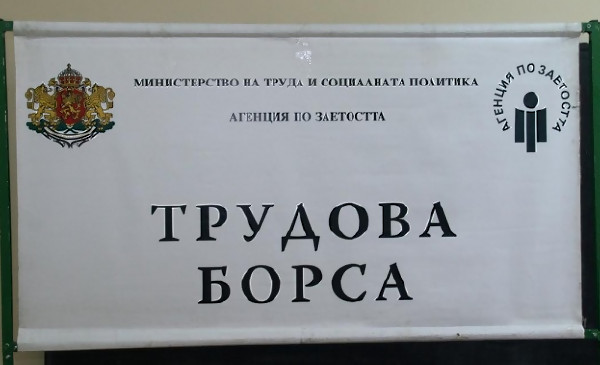 МИНИСТЕРСТВО НА ТРУДА И СОЦИАЛНАТА ПОЛИТИКА
АГЕНЦИЯ ПО ЗАЕТОСТТА
АГЕНЦИЯ ПО ЗАЕТОСТТА
ТРУДОВА
БОРСА